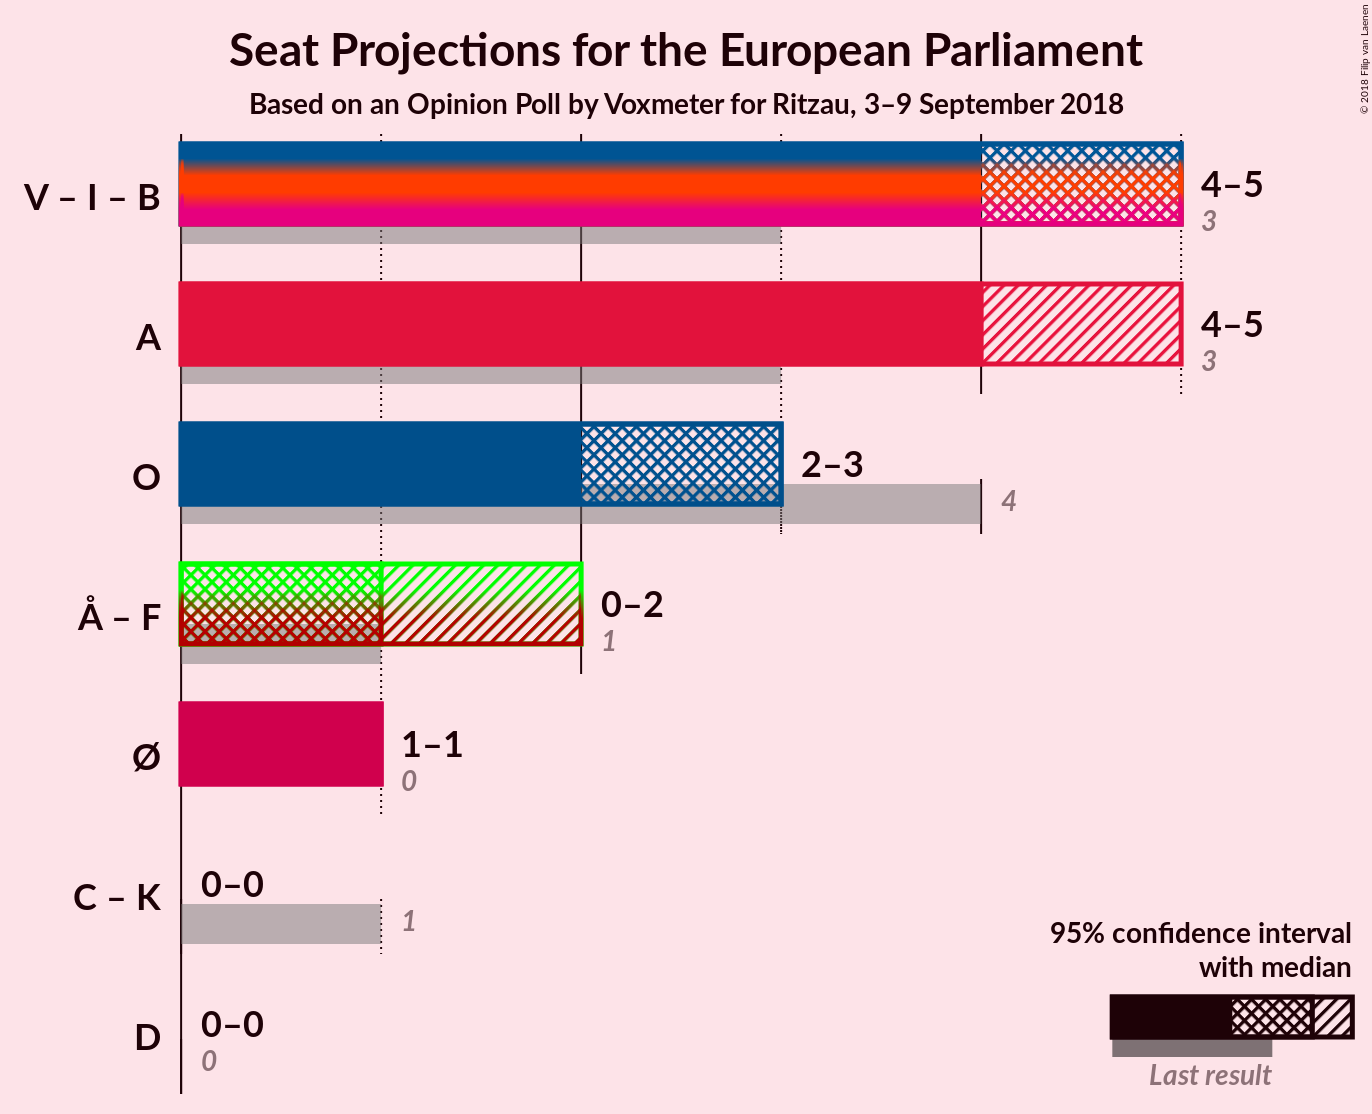 Seat Projections for the European Parliament
Based on an Opinion Poll by Voxmeter for Ritzau, 3–9 September 2018
© 2018 Filip van Laenen
V – I – B
4–5
3
A
4–5
3
O
2–3
4
Å – F
0–2
1
Ø
1–1
0
C – K
0–0
1
D
0–0
0
95% confidence interval
with median
Last result